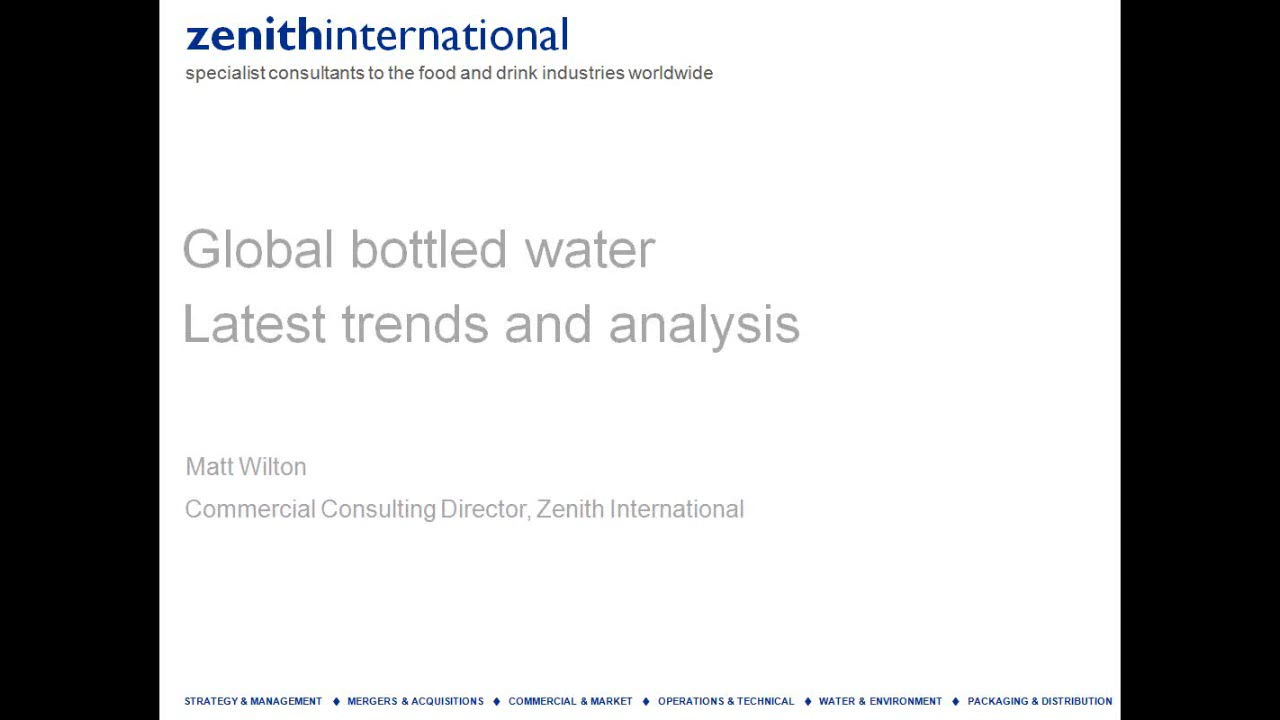 zenithinternational
specialist consultants to the food and drink industries worldwide
Global bottled water
Latest trends and analysis
Matt Wilton
Commercial Consulting Director, Zenith International
STRATEGY & MANAGEMENT ♦ MERGERS & ACQUISITIONS ♦ COMMERCIAL & MARKET ♦ OPERATIONS & TECHNICAL ♦ WATER & ENVIRONMENT ♦ PACKAGING & DISTRIBUTION